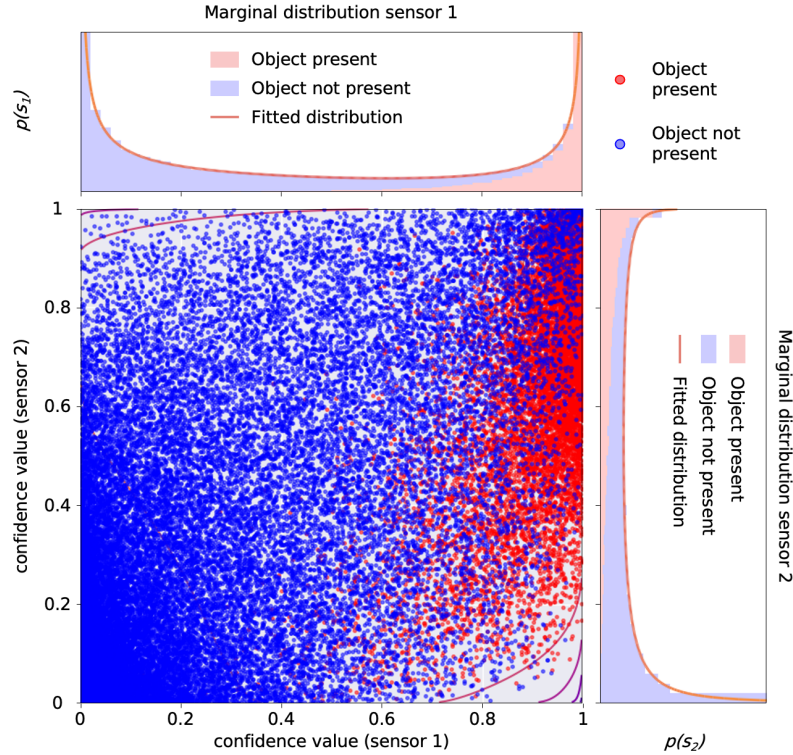 Marginal distribution sensor 1
p(s1)
Object present
Object not present
Fitted distribution
Object
present
Object not
present
0 0.2 0.4 0.6 0.8 1
confidence value (sensor 1)
1
0.8
0.6
0.4
0.2
0
confidence value (sensor 2)
Marginal distribution sensor 2
Object present
Object not present
Fitted distribution
p(s2)